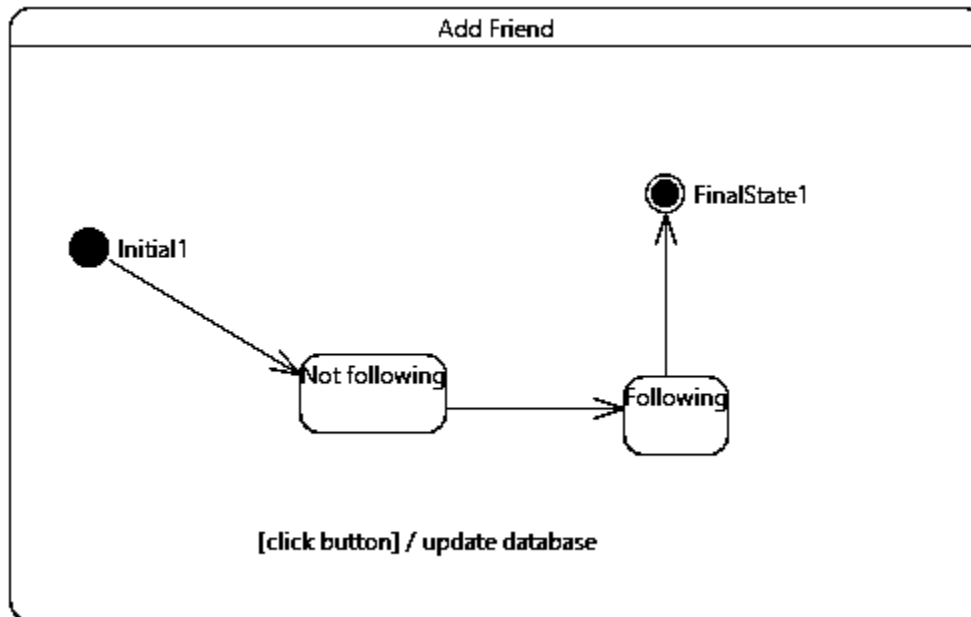 Add Friend
FinalState1
Initial1
Not following
Following
[click button] / update database